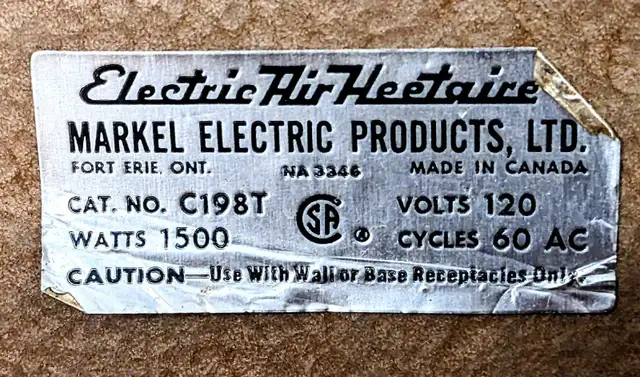 Electric Air Heetaire
MARKEL ELECTRIC PRODUCTS, LTD.
FORT ERIE, ONT. NA 3346 MADE IN CANADA
CAT. NO. C198T SA VOLTS 120
WATTS 1500 ® CYCLES 60 AC
CAUTION—Use With Wall or Base Receptacles Only.